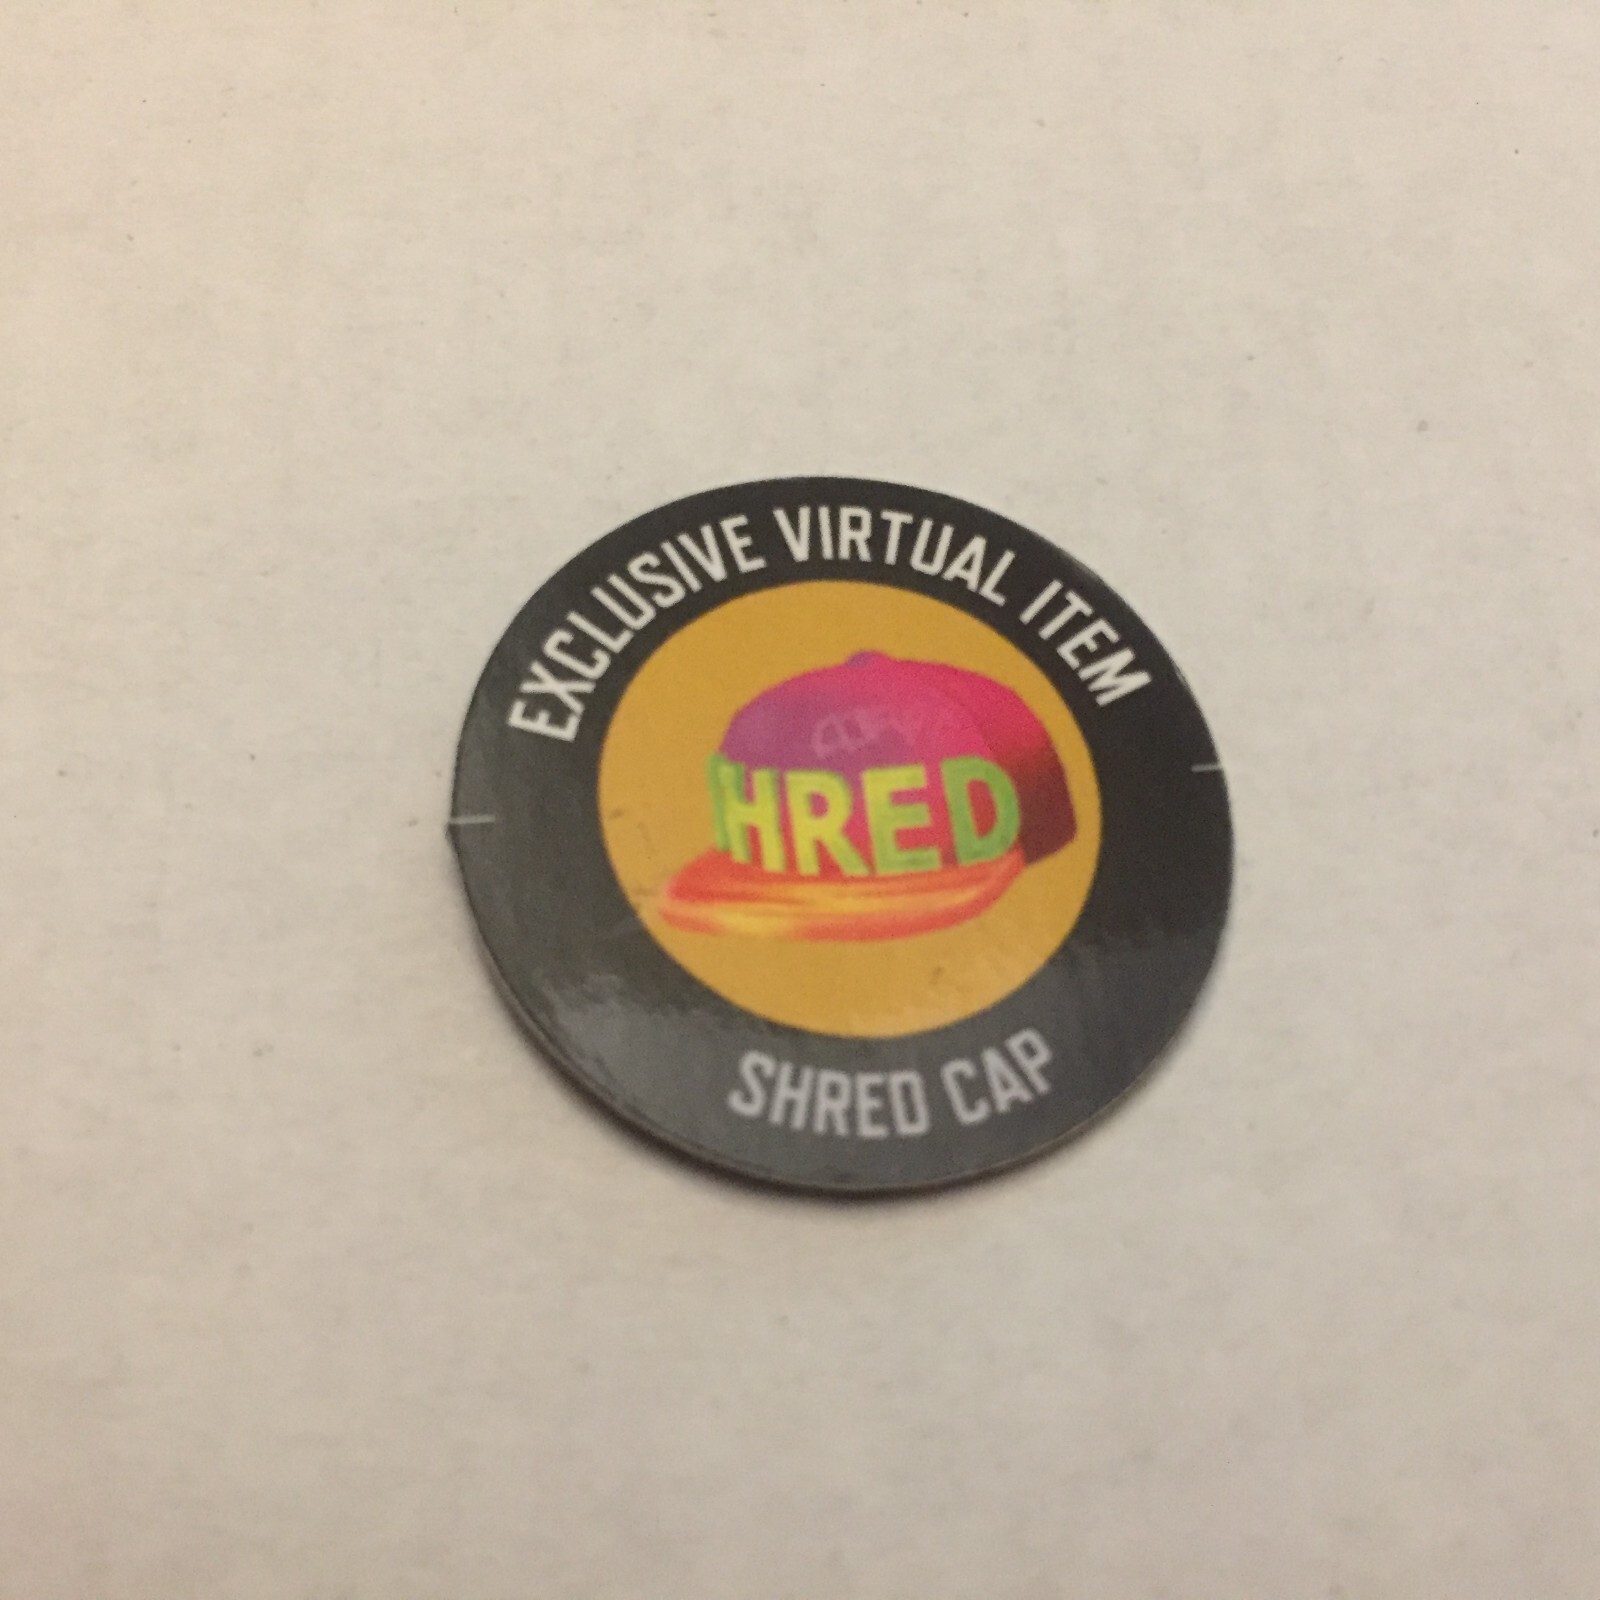 EXCLUSIVE VIRTUAL ITEM
HRED
SHRED CAP